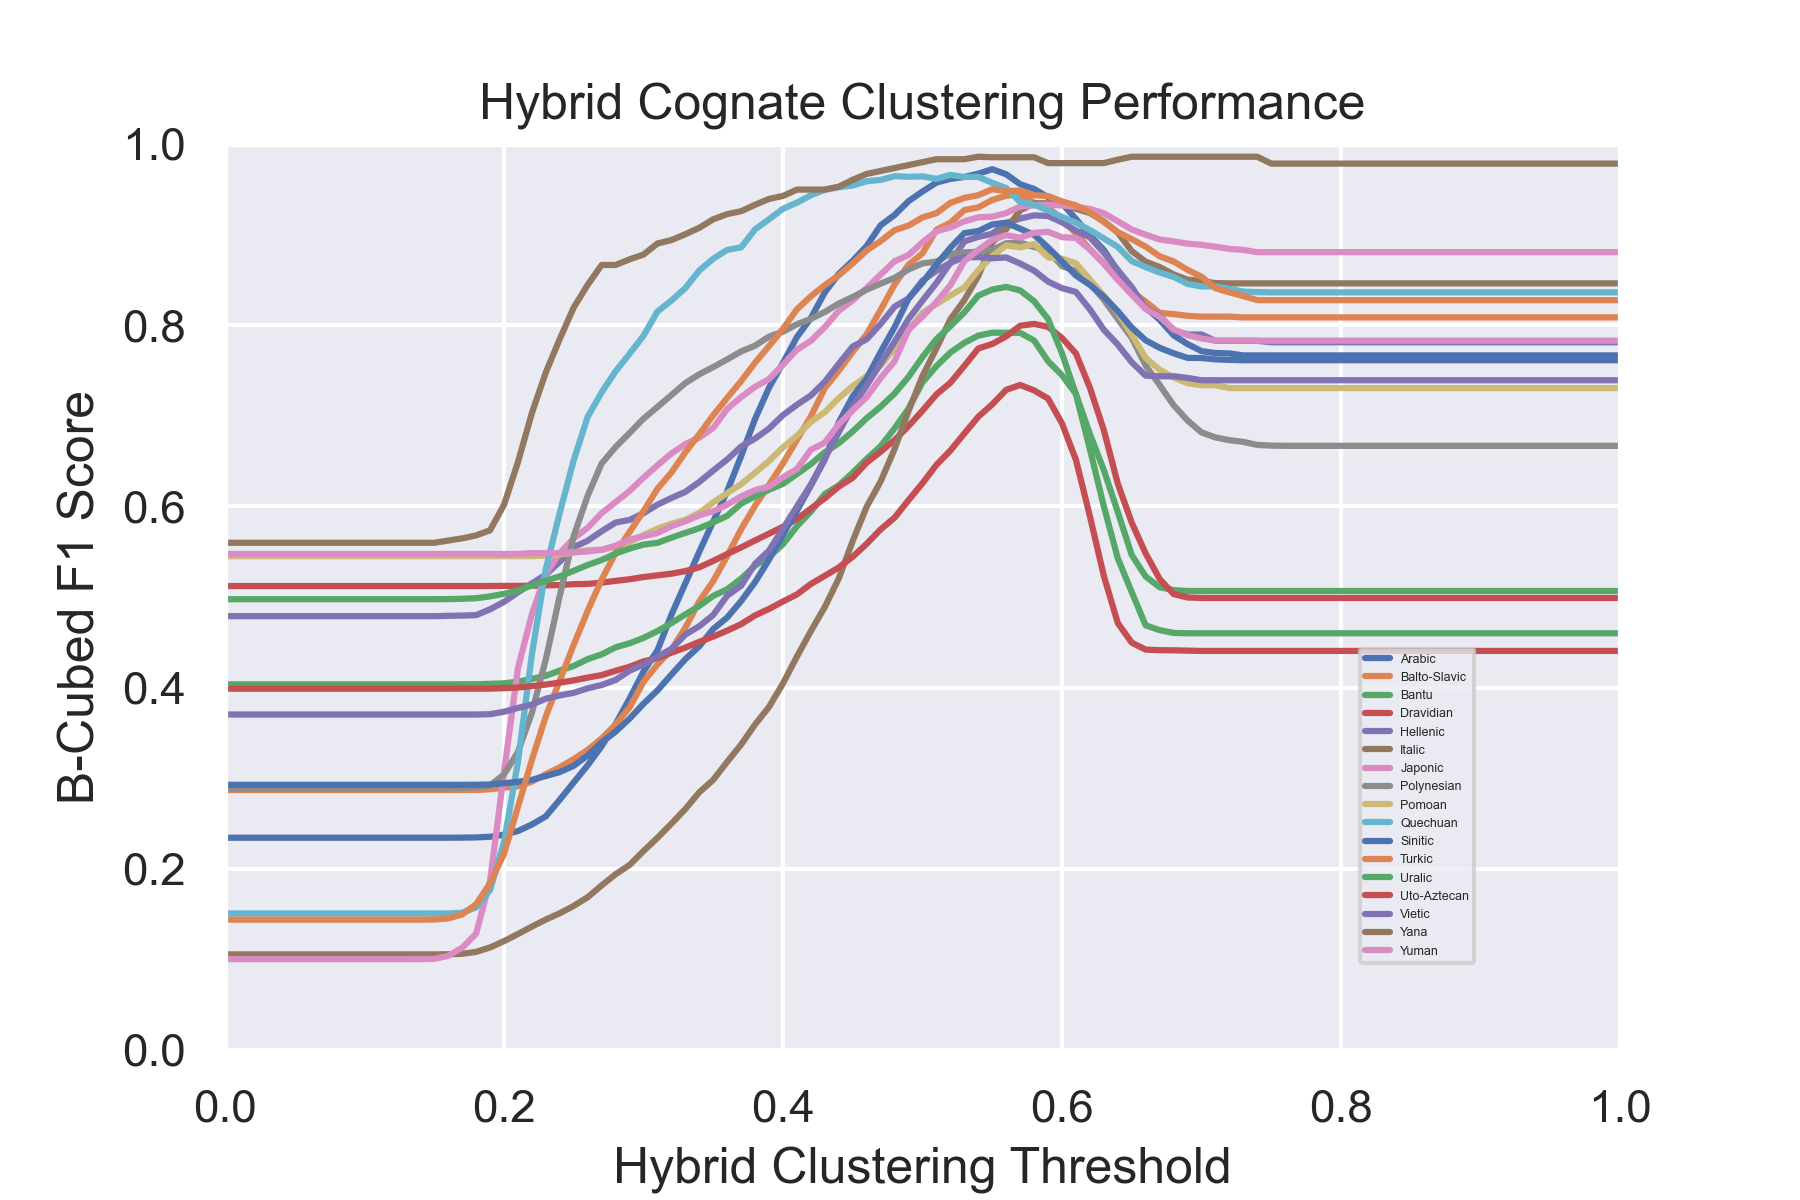 Hybrid Cognate Clustering Performance
1.0
0.8
0.6
0.4
0.2
0.0
B-Cubed F1 Score
0.0 0.2 0.4 0.6 0.8 1.0
Hybrid Clustering Threshold
Arabic
Balto-Slavic
Bantu
Dravidian
Hellenic
Italic
Japonic
Polynesian
Pomoan
Quechuan
Sinitic
Turkic
Uralic
Uto-Aztecan
Vietic
Yana
Yuman